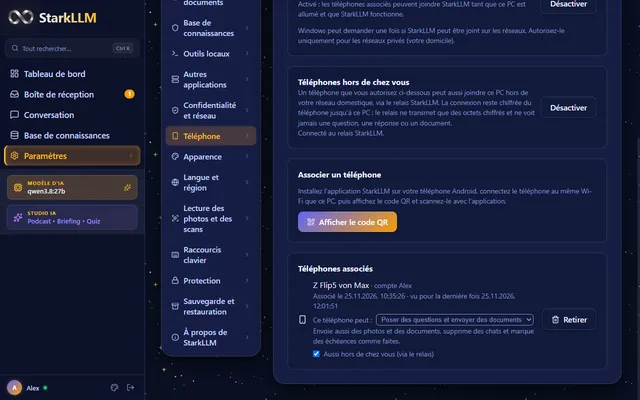 StarkLLM
Tout rechercher...
Ctrl K
Tableau de bord
Boîte de réception
1
Conversation
Base de connaissances
Paramètres
MODÈLE D'IA
qwen3.8:27b
STUDIO IA
Podcast • Briefing • Quiz
A
Alex
documents
Base de
connaissances
Outils locaux
Autres
applications
Confidentialité
et réseau
Téléphone
Apparence
Langue et
région
Lecture des
photos et des
scans
Raccourcis
clavier
Protection
Sauvegarde et
restauration
À propos de
StarkLLM
Activé : les téléphones associés peuvent joindre StarkLLM tant que ce PC est
allumé et que StarkLLM fonctionne.
Désactiver
Windows peut demander une fois si StarkLLM peut être joint sur les réseaux. Autorisez-le
uniquement pour les réseaux privés (votre domicile).
Téléphones hors de chez vous
Un téléphone que vous autorisez ci-dessous peut aussi joindre ce PC hors de
votre réseau domestique, via le relais StarkLLM. La connexion reste chiffrée du
téléphone jusqu'à ce PC : le relais ne transmet que des octets chiffrés et ne voit
jamais une question, une réponse ou un document.
Connecté au relais StarkLLM.
Désactiver
Associer un téléphone
Installez l'application StarkLLM sur votre téléphone Android, connectez le téléphone au même Wi-
Fi que ce PC, puis affichez le code QR et scannez-le avec l'application.
Afficher le code QR
Téléphones associés
Z Flip5 von Max · compte Alex
Associé le 25.11.2026, 10:35:26 · vu pour la dernière fois 25.11.2026,
12:01:51
Ce téléphone peut : Poser des questions et envoyer des documents
Envoie aussi des photos et des documents, supprime des chats et marque
des échéances comme faites.
Aussi hors de chez vous (via le relais)
Retirer